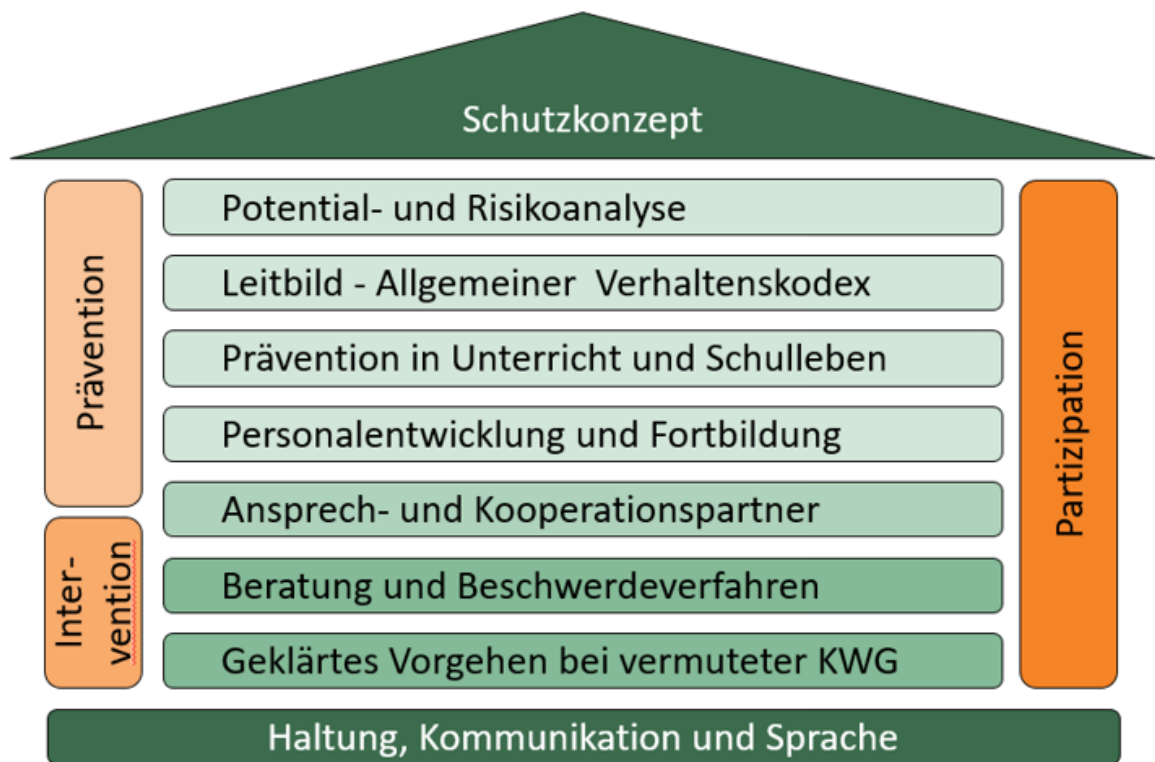 Schutzkonzept
Prävention
Inter-
vention
Potential- und Risikoanalyse
Leitbild - Allgemeiner Verhaltenskodex
Prävention in Unterricht und Schulleben
Personalentwicklung und Fortbildung
Ansprech- und Kooperationspartner
Beratung und Beschwerdeverfahren
Geklärtes Vorgehen bei vermuteter KWG
Partizipation
Haltung, Kommunikation und Sprache